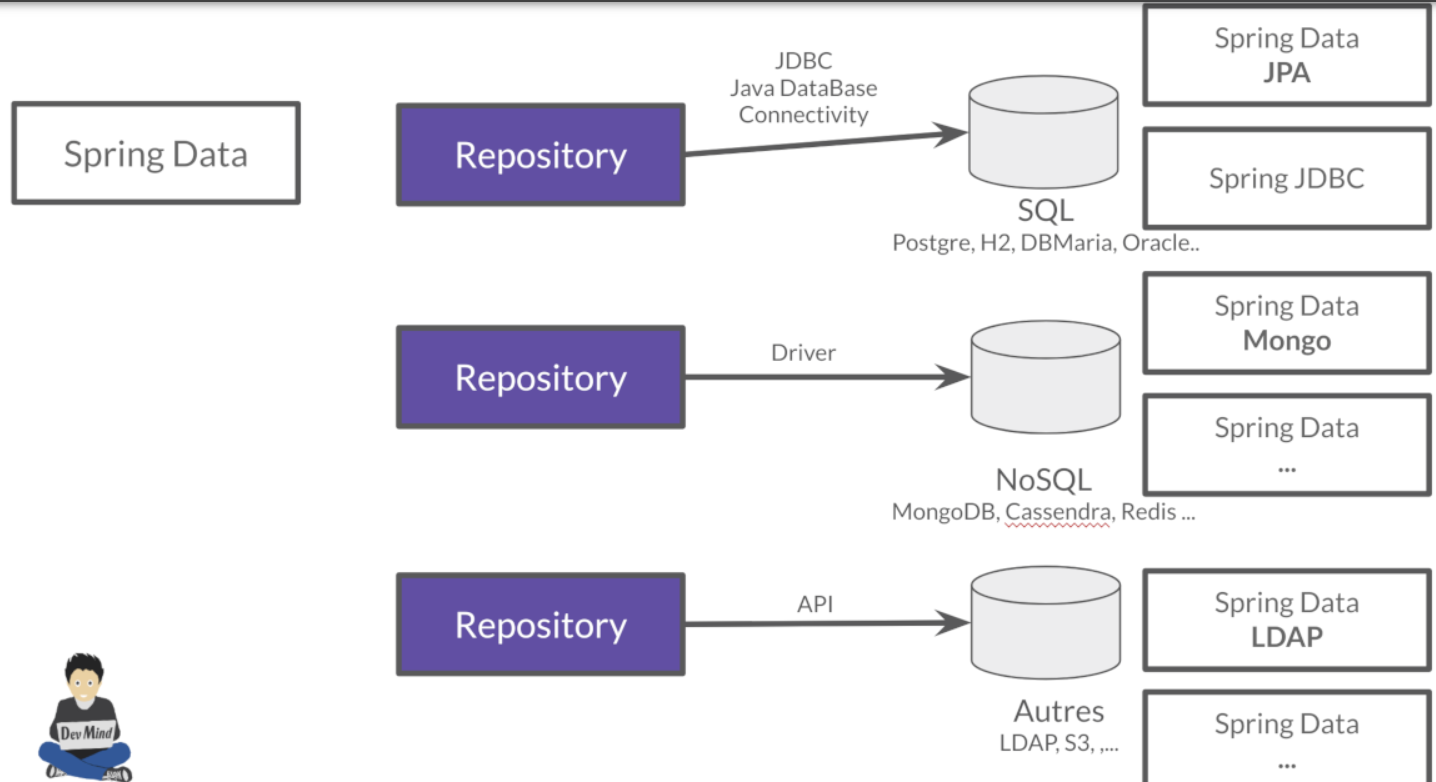 Spring Data
Repository
JDBC
Java DataBase
Connectivity
SQL
Postgre, H2, DBMaria, Oracle..
Spring Data
JPA
Spring JDBC
Repository
Driver
NoSQL
MongoDB, Cassendra, Redis ...
Spring Data
Mongo
Spring Data
...
Repository
API
Autres
LDAP, S3, ,...
Spring Data
LDAP
Spring Data
...
Dev Mind